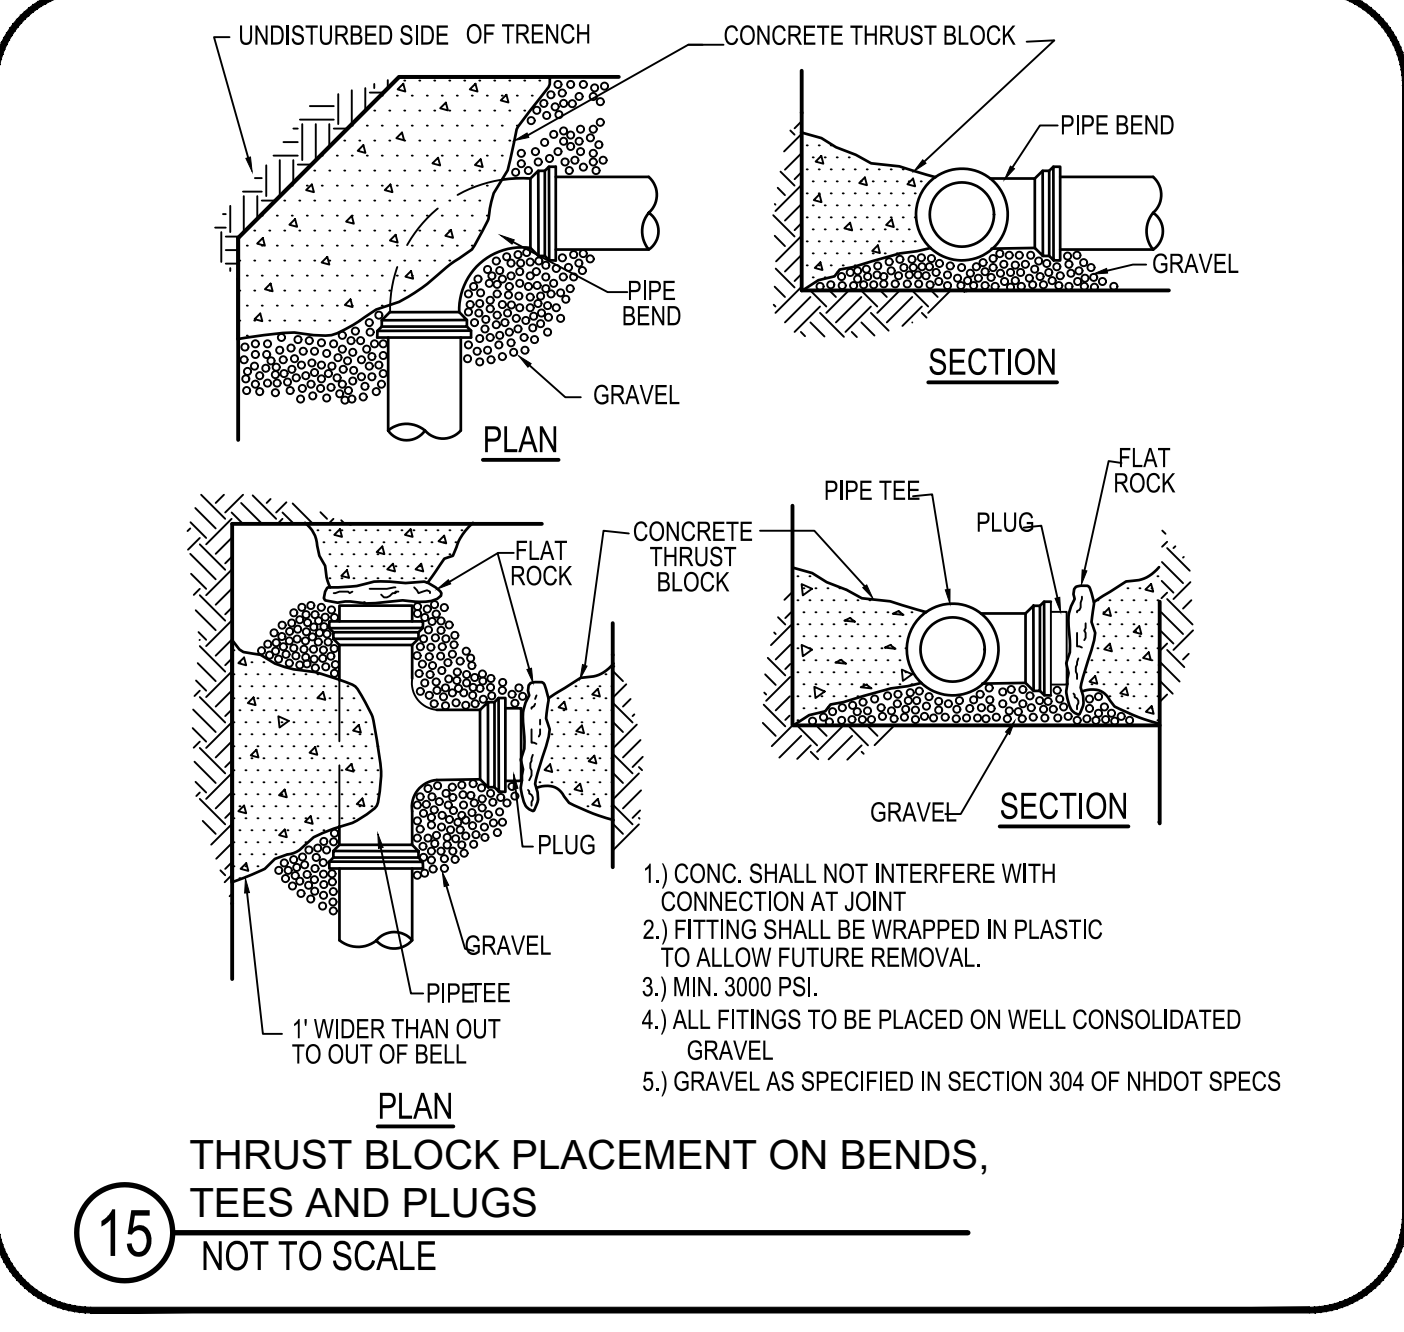 UNDISTURBED SIDE OF TRENCH
CONCRETE THRUST BLOCK
PIPE BEND
PIPE
BEND
GRAVEL
GRAVEL
PLAN
SECTION
FLAT
ROCK
CONCRETE
THRUST
BLOCK
PIPE TEE
PLUG
FLAT
ROCK
PLUG
GRAVEL
GRAVEL
SECTION
PIPETEE
1' WIDER THAN OUT
TO OUT OF BELL
PLAN
1.) CONC. SHALL NOT INTERFERE WITH
CONNECTION AT JOINT
2.) FITTING SHALL BE WRAPPED IN PLASTIC
TO ALLOW FUTURE REMOVAL.
3.) MIN. 3000 PSI.
4.) ALL FITINGS TO BE PLACED ON WELL CONSOLIDATED
GRAVEL
5.) GRAVEL AS SPECIFIED IN SECTION 304 OF NHDOT SPECS
THRUST BLOCK PLACEMENT ON BENDS,
TEES AND PLUGS
15
NOT TO SCALE